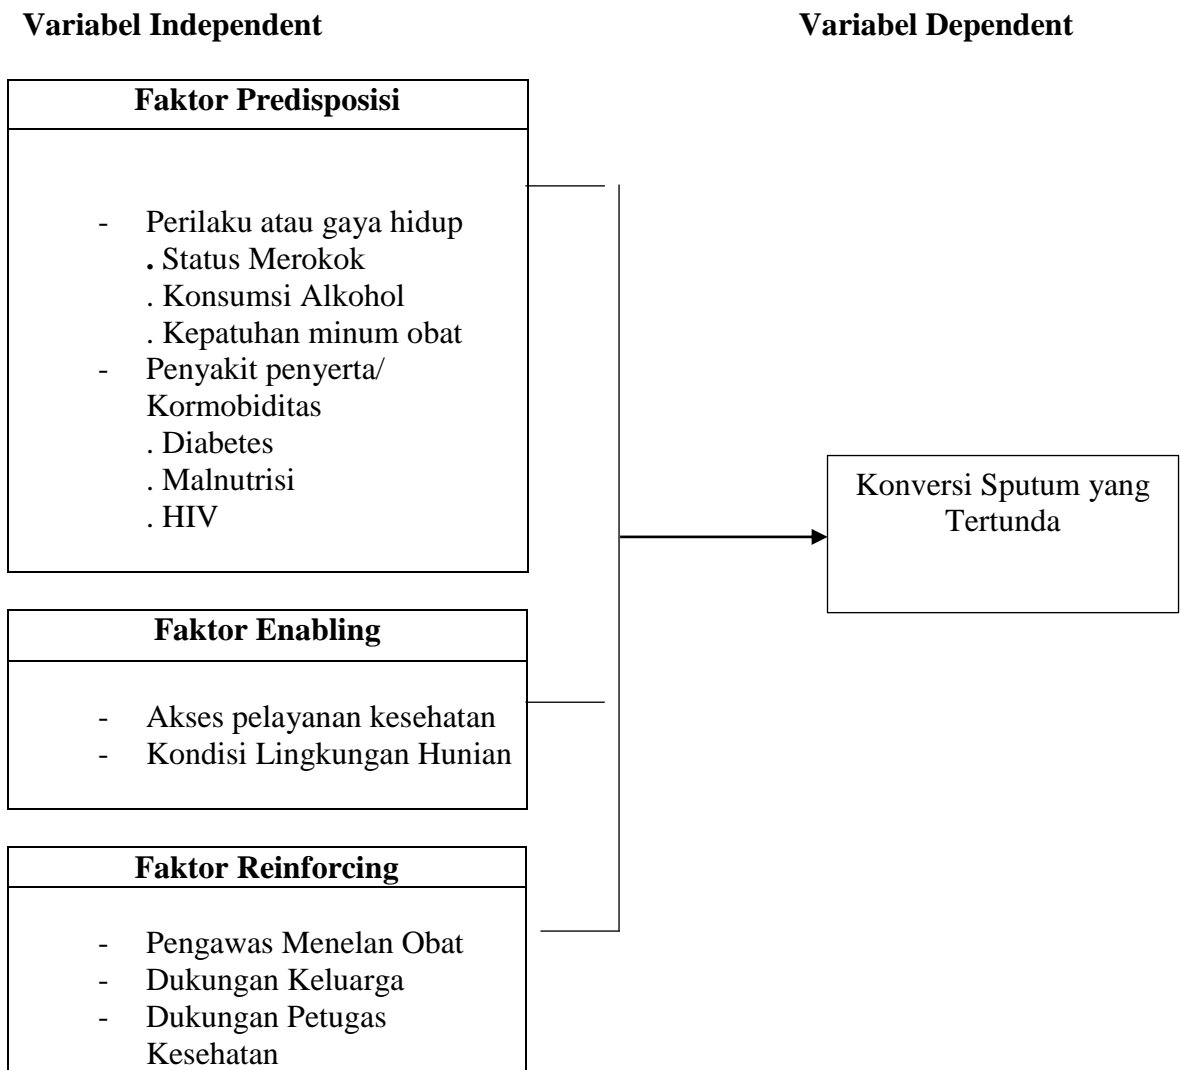 Variabel Independent
Variabel Dependent
Faktor Predisposisi
- Perilaku atau gaya hidup
. Status Merokok
. Konsumsi Alkohol
. Kepatuhan minum obat
- Penyakit penyerta/
Kormobiditas
. Diabetes
. Malnutrisi
. HIV
Faktor Enabling
- Akses pelayanan kesehatan
- Kondisi Lingkungan Hunian
Faktor Reinforcing
- Pengawas Menelan Obat
- Dukungan Keluarga
- Dukungan Petugas
Kesehatan
Konversi Sputum yang
Tertunda